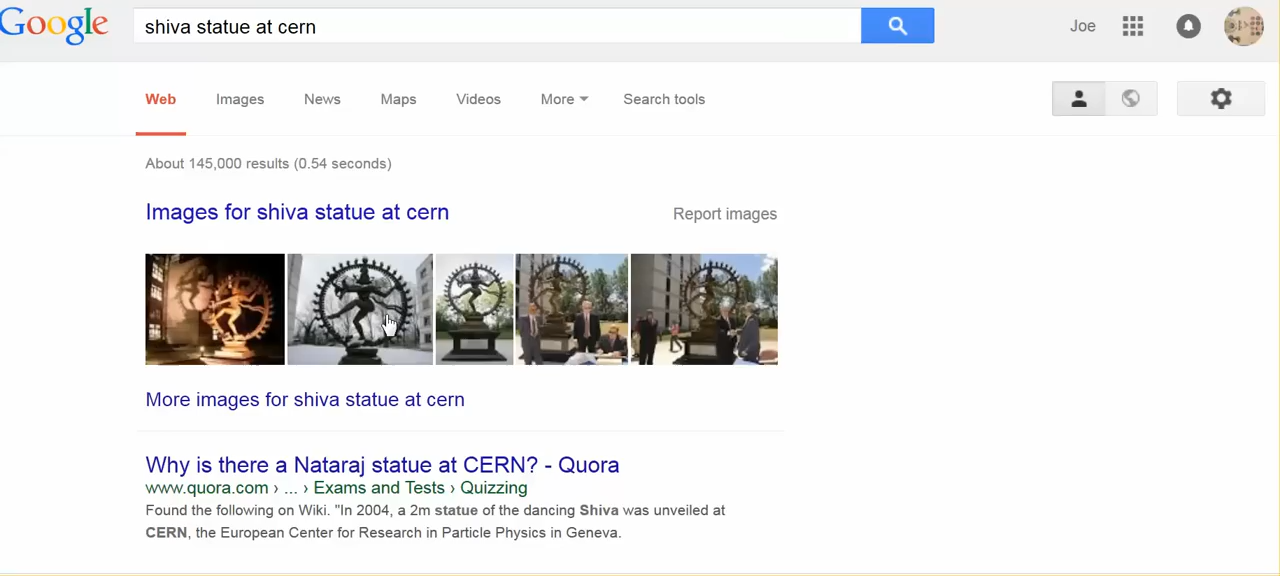 Google shiva statue at cern Joe
Web Images News Maps Videos More Search tools
About 145,000 results (0.54 seconds)
Images for shiva statue at cern Report images
More images for shiva statue at cern
Why is there a Nataraj statue at CERN? - Quora
www.quora.com › ... › Exams and Tests › Quizzing
Found the following on Wiki. "In 2004, a 2m statue of the dancing Shiva was unveiled at
CERN, the European Center for Research in Particle Physics in Geneva.